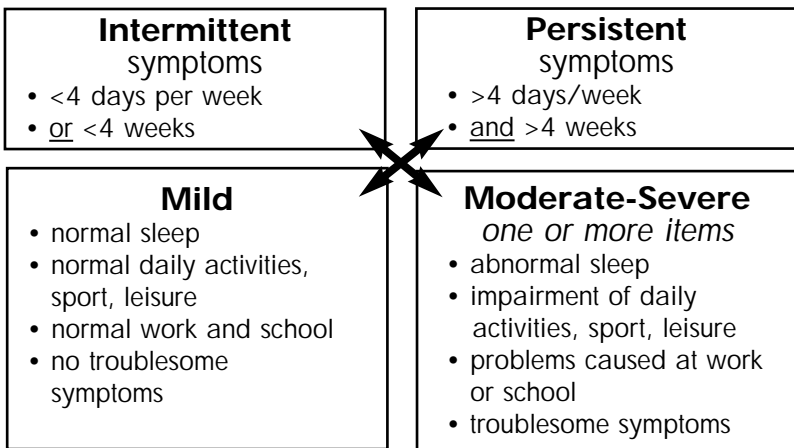 Intermittent
symptoms
• <4 days per week
• or <4 weeks
Persistent
symptoms
• >4 days/week
• and >4 weeks
Mild
• normal sleep
• normal daily activities,
sport, leisure
• normal work and school
• no troublesome
symptoms
Moderate-Severe
one or more items
• abnormal sleep
• impairment of daily
activities, sport, leisure
• problems caused at work
or school
• troublesome symptoms